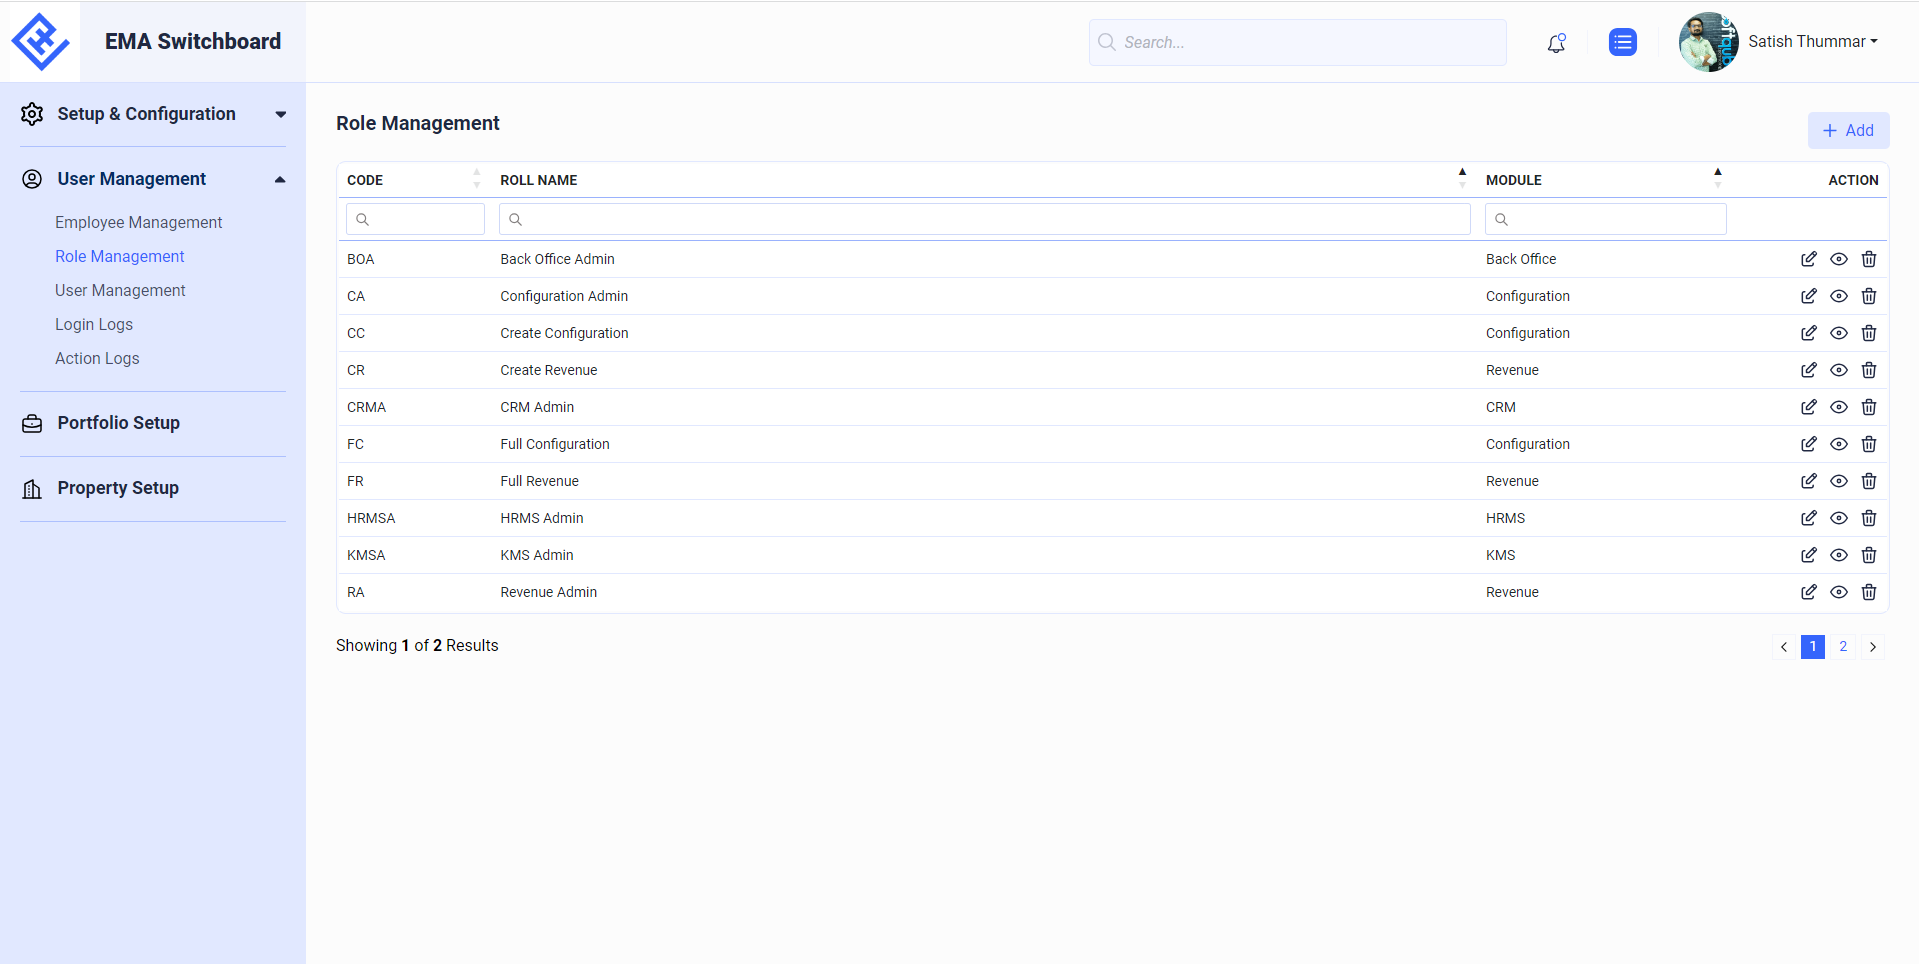 EMA Switchboard
Search...
Satish Thummar
Setup & Configuration
User Management
Employee Management
Role Management
User Management
Login Logs
Action Logs
Portfolio Setup
Property Setup
Role Management
+ Add
CODE ROLL NAME MODULE ACTION
BOA Back Office Admin Back Office
CA Configuration Admin Configuration
CC Create Configuration Configuration
CR Create Revenue Revenue
CRMA CRM Admin CRM
FC Full Configuration Configuration
FR Full Revenue Revenue
HRMSA HRMS Admin HRMS
KMSA KMS Admin KMS
RA Revenue Admin Revenue
Showing 1 of 2 Results
< 1 2 >